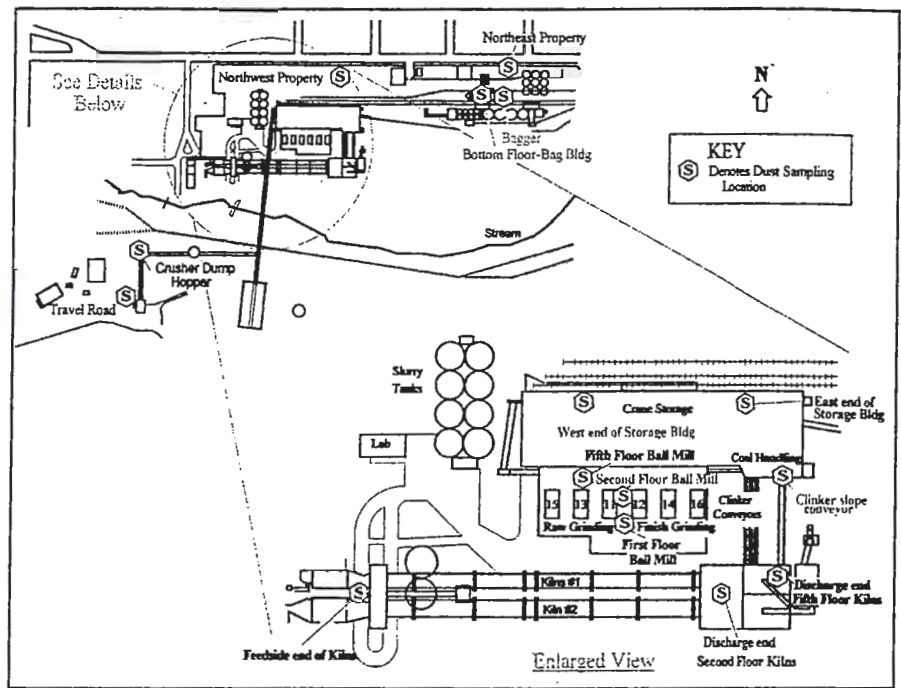 Northeast Property
See Details
Below
Northwest Property
N
KEY
S Denotes Dust Sampling
Location
Bagger
Bottom Floor-Bag Bldg
Stream
Crusher Dump
Hopper
Travel Road
Slurry
Tanks
Crane Storage
East end of
Storage Bldg
West end of Storage Bldg
Lab
Fifth Floor Ball Mill
Coal Handling
Second Floor Ball Mill
15 13 11 12 14 16
Clinker
Conveyors
Clinker slope
conveyor
Raw Grinding
Finish Grinding
First Floor
Ball Mill
Kiln #1
Kiln #2
Discharge end
Fifth Floor Kilns
Feedside end of Kilns
Discharge end
Second Floor Kilns
Enlarged View